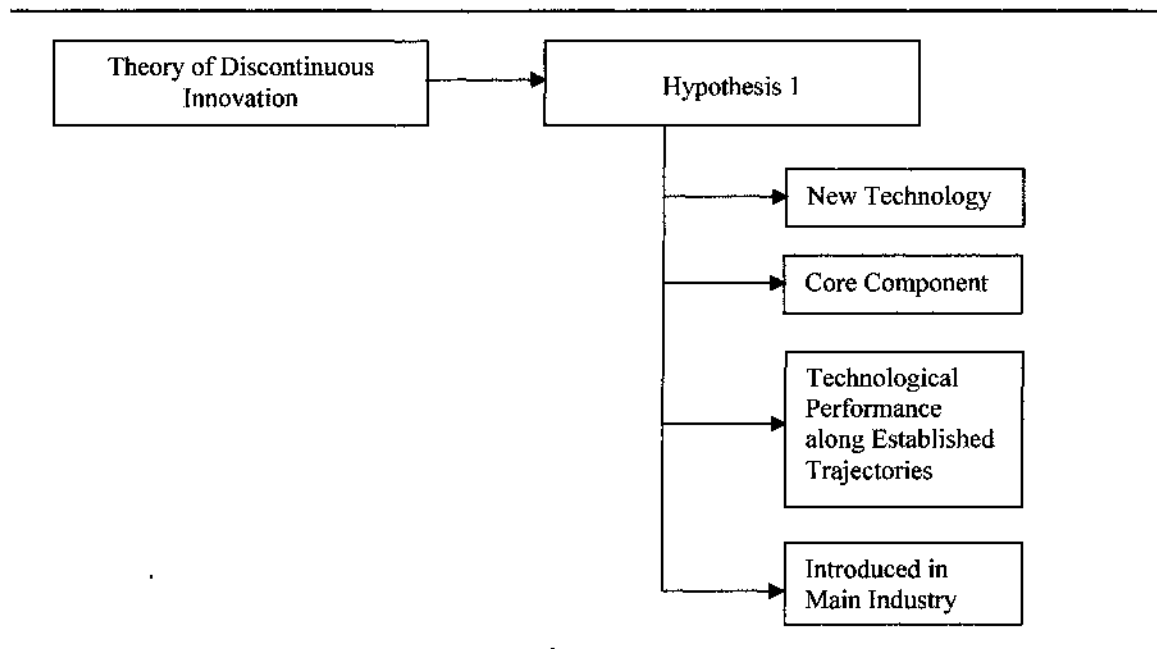 Theory of Discontinuous
Innovation
Hypothesis 1
New Technology
Core Component
Technological
Performance
along Established
Trajectories
Introduced in
Main Industry